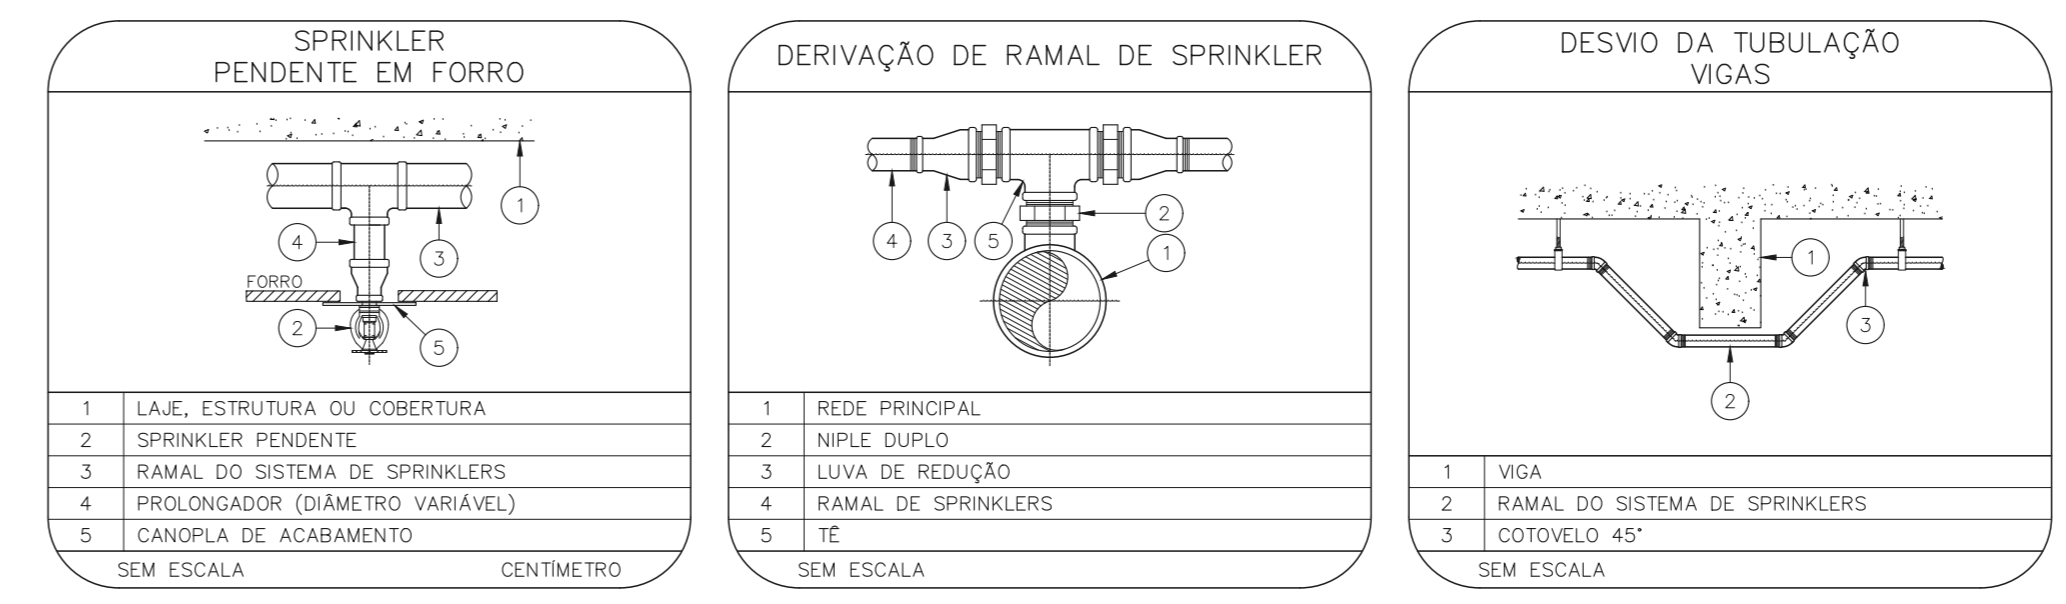 SPRINKLER
PENDENTE EM FORRO
1
4
3
FORRO
2
5
1 LAJE, ESTRUTURA OU COBERTURA
2 SPRINKLER PENDENTE
3 RAMAL DO SISTEMA DE SPRINKLERS
4 PROLONGADOR (DIÂMETRO VARIÁVEL)
5 CANOPLA DE ACABAMENTO
SEM ESCALA CENTÍMETRO
DERIVAÇÃO DE RAMAL DE SPRINKLER
2
4 3 5
1
1 REDE PRINCIPAL
2 NIPLE DUPLO
3 LUVA DE REDUÇÃO
4 RAMAL DE SPRINKLERS
5 TÊ
SEM ESCALA
DESVIO DA TUBULAÇÃO
VIGAS
1
3
2
1 VIGA
2 RAMAL DO SISTEMA DE SPRINKLERS
3 COTOVELO 45°
SEM ESCALA